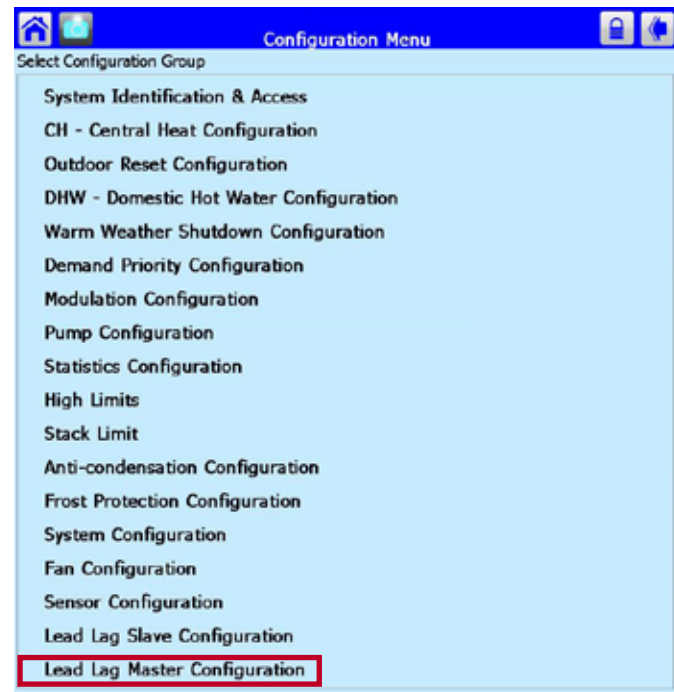 Configuration Menu
Select Configuration Group
System Identification & Access
CH - Central Heat Configuration
Outdoor Reset Configuration
DHW - Domestic Hot Water Configuration
Warm Weather Shutdown Configuration
Demand Priority Configuration
Modulation Configuration
Pump Configuration
Statistics Configuration
High Limits
Stack Limit
Anti-condensation Configuration
Frost Protection Configuration
System Configuration
Fan Configuration
Sensor Configuration
Lead Lag Slave Configuration
Lead Lag Master Configuration